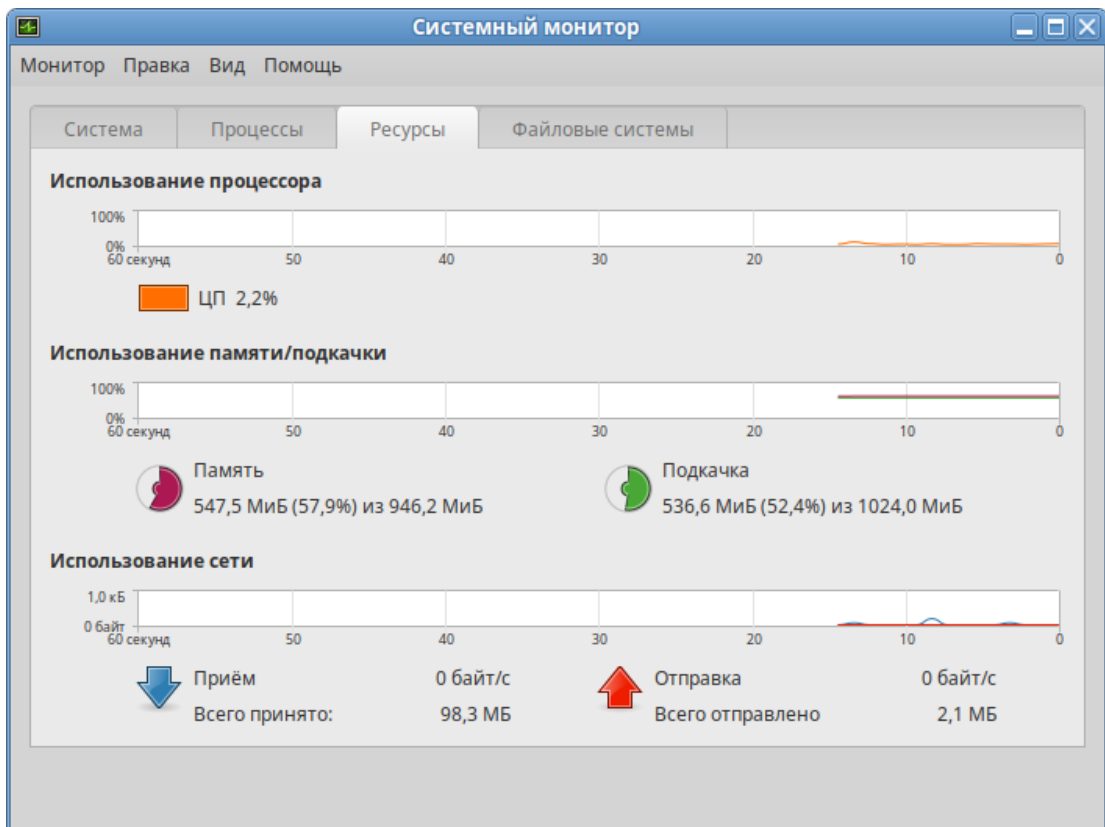 Системный монитор
Монитор Правка Вид Помощь
Система Процессы Ресурсы Файловые системы
Использование процессора
100%
0%
60 секунд 50 40 30 20 10 0
ЦП 2,2%
Использование памяти/подкачки
100%
0%
60 секунд 50 40 30 20 10 0
Память Подкачка
547,5 МиБ (57,9%) из 946,2 МиБ 536,6 МиБ (52,4%) из 1024,0 МиБ
Использование сети
1,0 кБ
0 байт
60 секунд 50 40 30 20 10 0
Приём 0 байт/с Отправка 0 байт/с
Всего принято: 98,3 МБ Всего отправлено 2,1 МБ